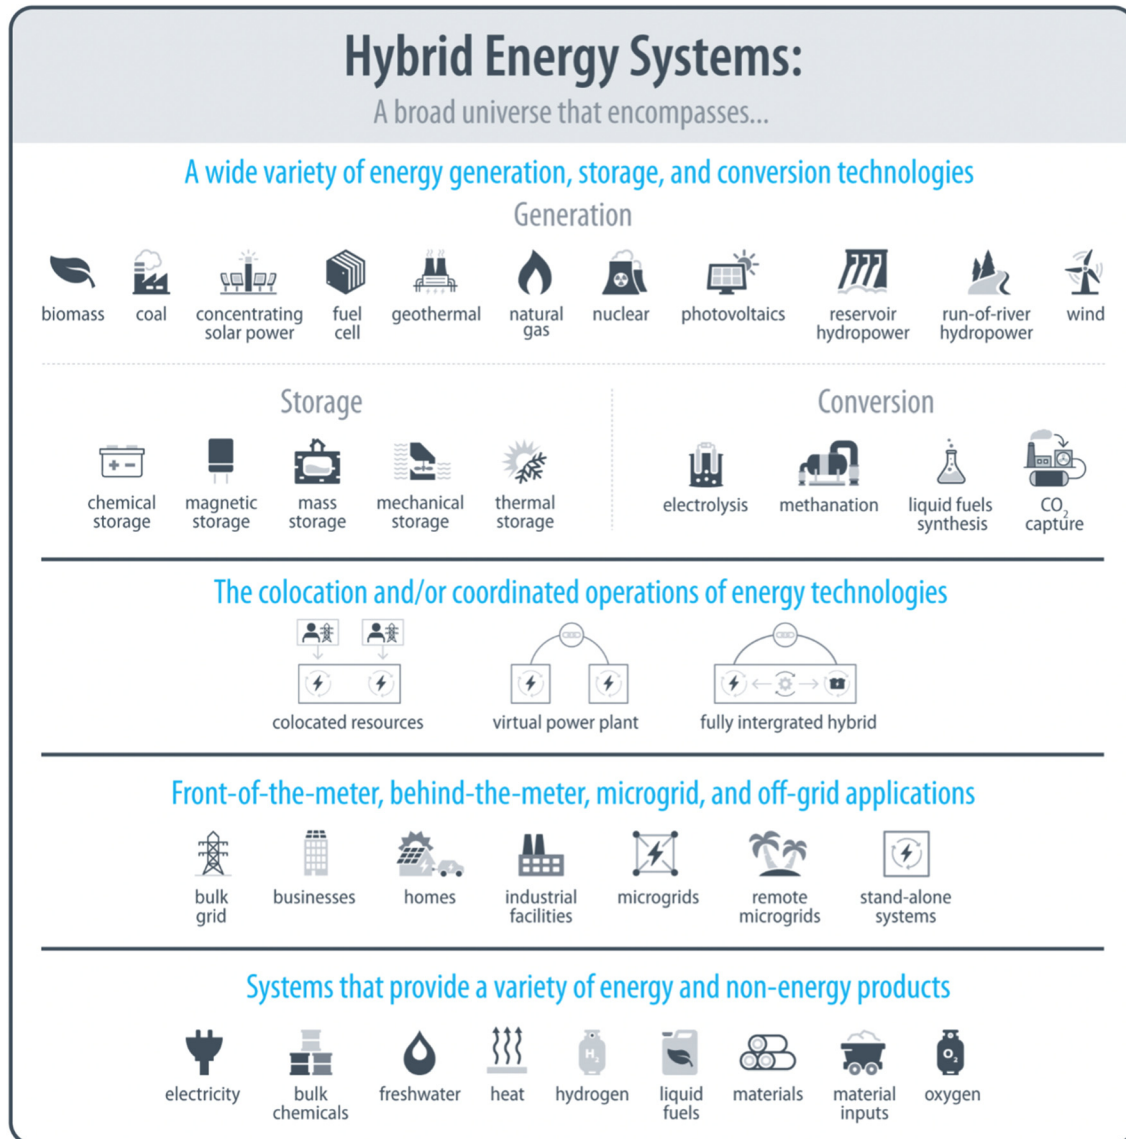 Hybrid Energy Systems:
A broad universe that encompasses...
A wide variety of energy generation, storage, and conversion technologies
Generation
biomass
coal
concentrating
solar power
fuel
cell
geothermal
natural
gas
nuclear
photovoltaics
reservoir
hydropower
run-of-river
hydropower
wind
Storage
chemical
storage
magnetic
storage
mass
storage
mechanical
storage
thermal
storage
Conversion
electrolysis
methanation
liquid fuels
synthesis
CO₂
capture
The colocation and/or coordinated operations of energy technologies
colocated resources
virtual power plant
fully intergrated hybrid
Front-of-the-meter, behind-the-meter, microgrid, and off-grid applications
bulk
grid
businesses
homes
industrial
facilities
microgrids
remote
microgrids
stand-alone
systems
Systems that provide a variety of energy and non-energy products
electricity
bulk
chemicals
freshwater
heat
H₂
hydrogen
liquid
fuels
materials
material
inputs
O₂
oxygen